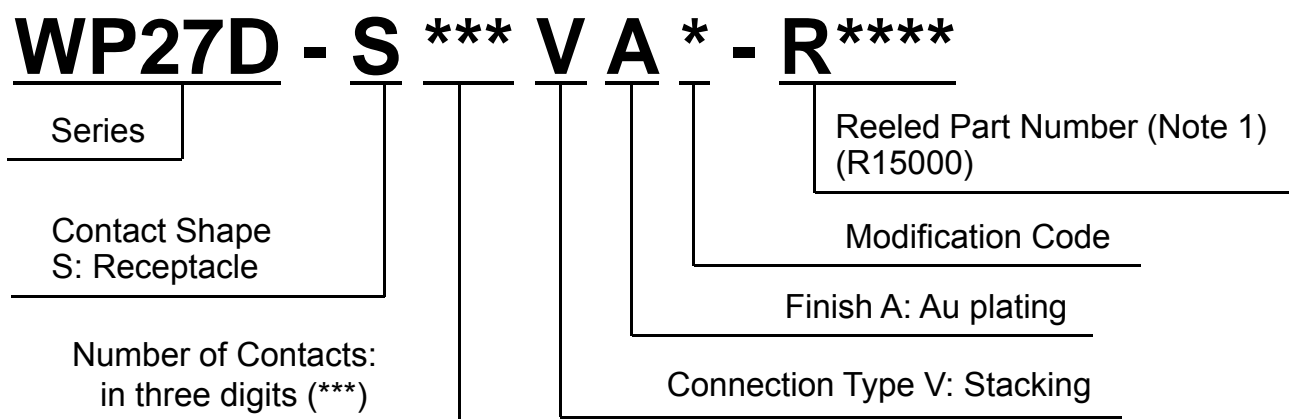 WP27D - S *** V A * - R****
Series
Reeled Part Number (Note 1)
(R15000)
Contact Shape
S: Receptacle
Modification Code
Finish A: Au plating
Number of Contacts:
in three digits (***)
Connection Type V: Stacking